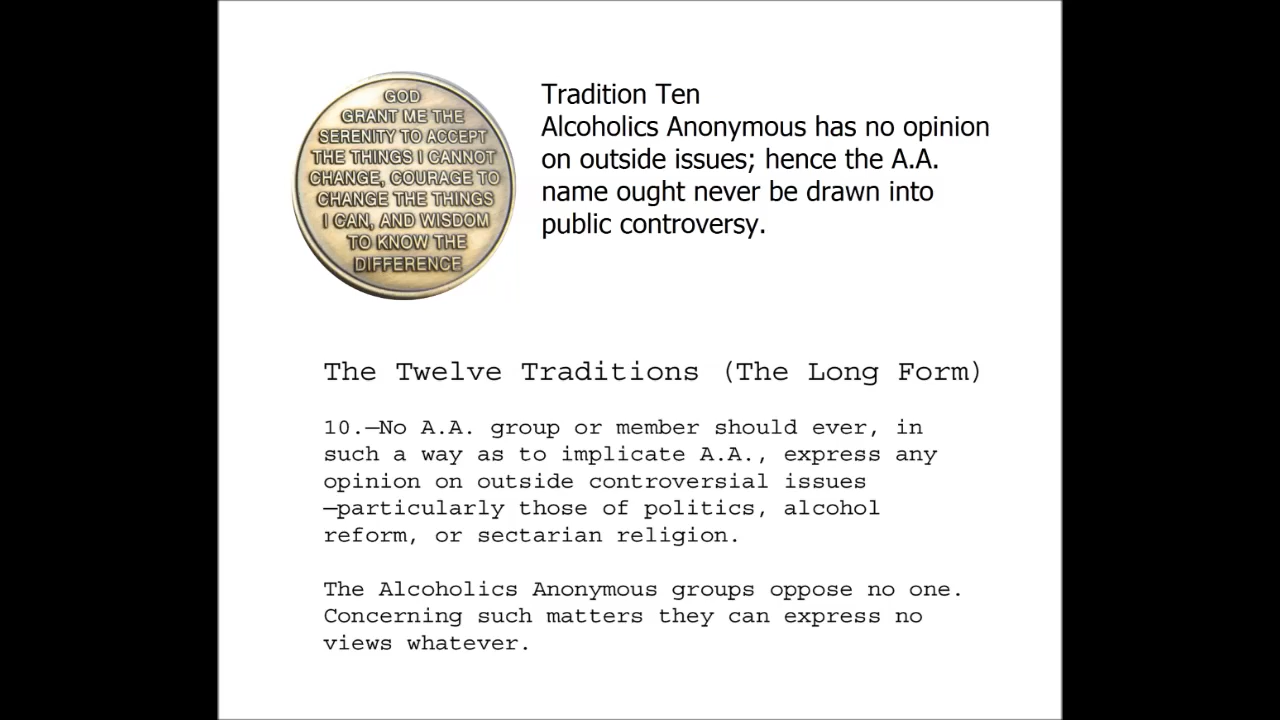 GOD
GRANT ME THE
SERENITY TO ACCEPT
THE THINGS I CANNOT
CHANGE, COURAGE TO
CHANGE THE THINGS
I CAN, AND WISDOM
TO KNOW THE
DIFFERENCE
Tradition Ten
Alcoholics Anonymous has no opinion
on outside issues; hence the A.A.
name ought never be drawn into
public controversy.
The Twelve Traditions (The Long Form)
10.—No A.A. group or member should ever, in
such a way as to implicate A.A., express any
opinion on outside controversial issues
—particularly those of politics, alcohol
reform, or sectarian religion.
The Alcoholics Anonymous groups oppose no one.
Concerning such matters they can express no
views whatever.